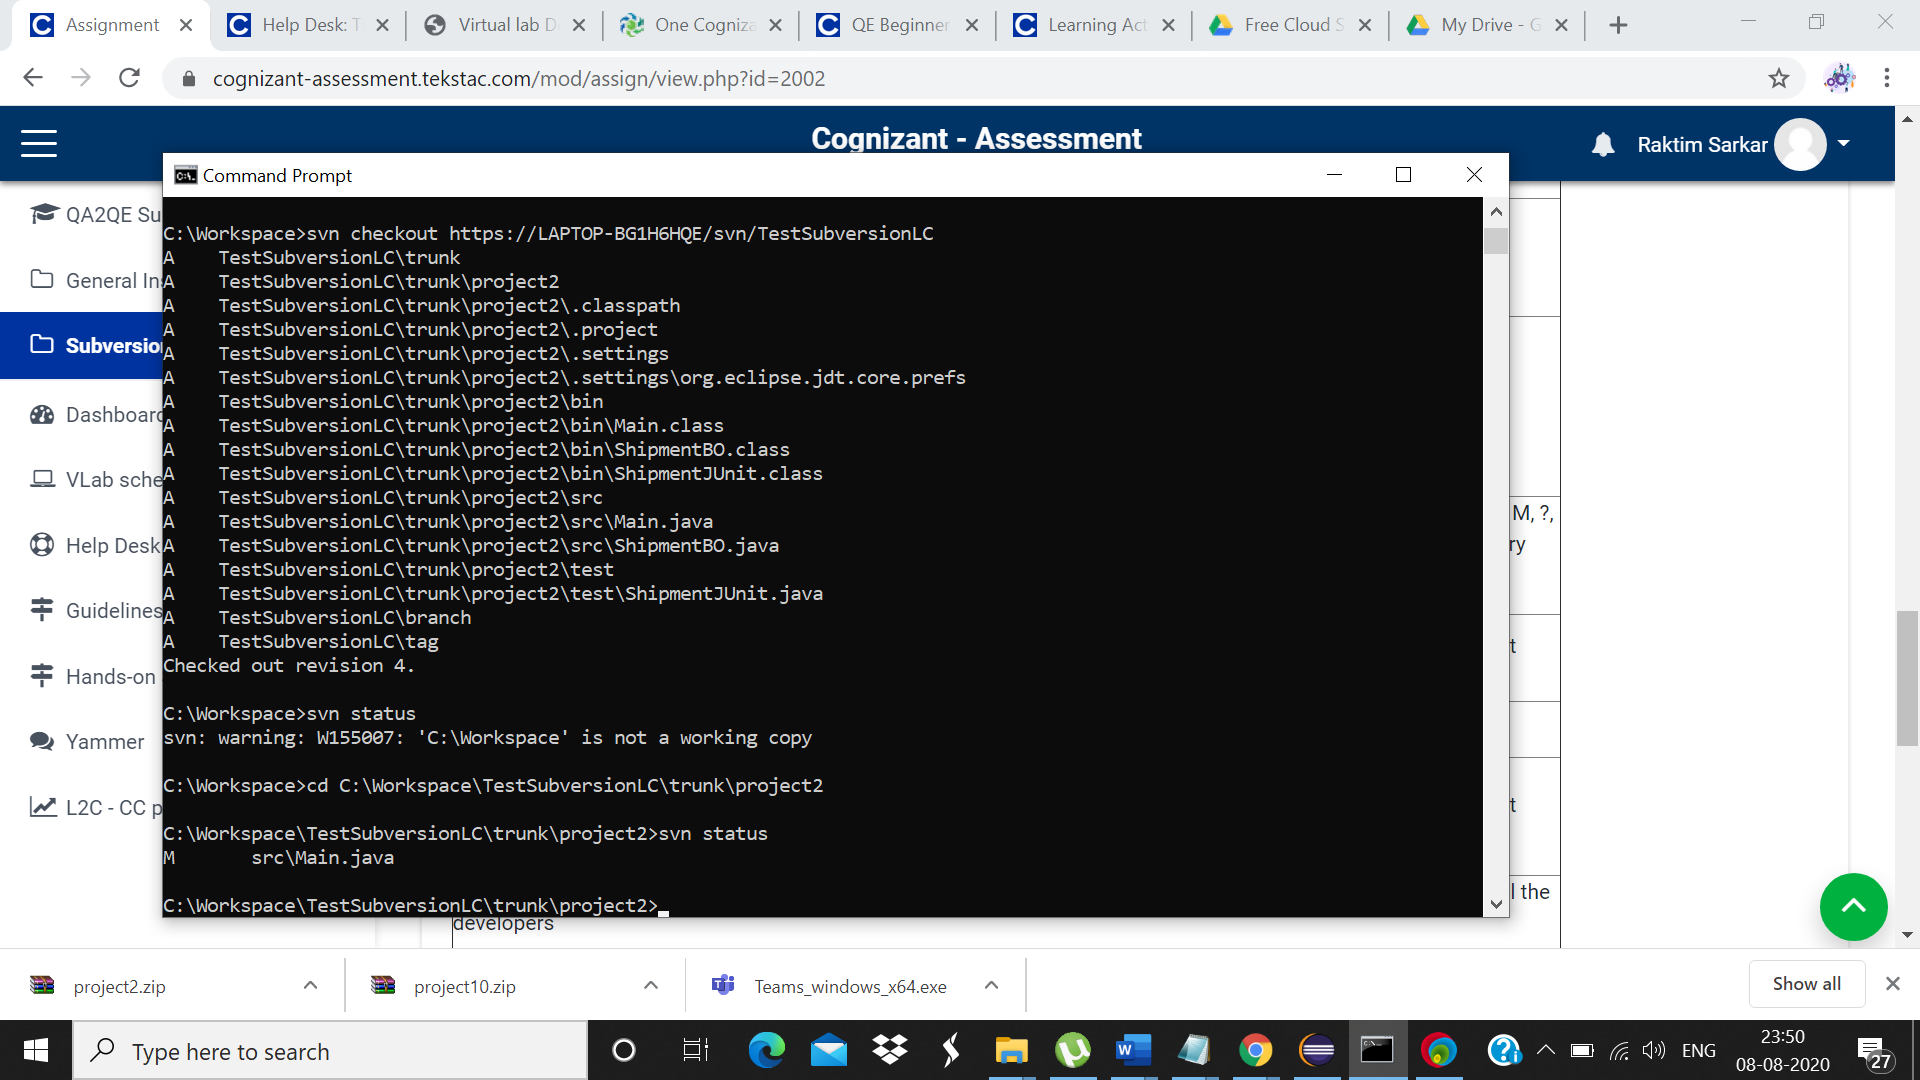 Assignment
Help Desk: T
Virtual lab D
One Cogniza
QE Beginner
Learning Act
Free Cloud S
My Drive - G
cognizant-assessment.tekstac.com/mod/assign/view.php?id=2002
Cognizant - Assessment
Raktim Sarkar
Command Prompt
QA2QE Su
General In
Subversio
Dashboard
VLab sche
Help Desk
Guidelines
Hands-on
Yammer
L2C - CC p
C:\Workspace>svn checkout https://LAPTOP-BG1H6HQE/svn/TestSubversionLC
A    TestSubversionLC\trunk
A    TestSubversionLC\trunk\project2
A    TestSubversionLC\trunk\project2\.classpath
A    TestSubversionLC\trunk\project2\.project
A    TestSubversionLC\trunk\project2\.settings
A    TestSubversionLC\trunk\project2\.settings\org.eclipse.jdt.core.prefs
A    TestSubversionLC\trunk\project2\bin
A    TestSubversionLC\trunk\project2\bin\Main.class
A    TestSubversionLC\trunk\project2\bin\ShipmentBO.class
A    TestSubversionLC\trunk\project2\bin\ShipmentJUnit.class
A    TestSubversionLC\trunk\project2\src
A    TestSubversionLC\trunk\project2\src\Main.java
A    TestSubversionLC\trunk\project2\src\ShipmentBO.java
A    TestSubversionLC\trunk\project2\test
A    TestSubversionLC\trunk\project2\test\ShipmentJUnit.java
A    TestSubversionLC\branch
A    TestSubversionLC\tag
Checked out revision 4.
C:\Workspace>svn status
svn: warning: W155007: 'C:\Workspace' is not a working copy
C:\Workspace>cd C:\Workspace\TestSubversionLC\trunk\project2
C:\Workspace\TestSubversionLC\trunk\project2>svn status
M       src\Main.java
C:\Workspace\TestSubversionLC\trunk\project2>
M, ?,
ry
t
t
l the
developers
project2.zip
project10.zip
Teams_windows_x64.exe
Show all
Type here to search
ENG
23:50
08-08-2020
27